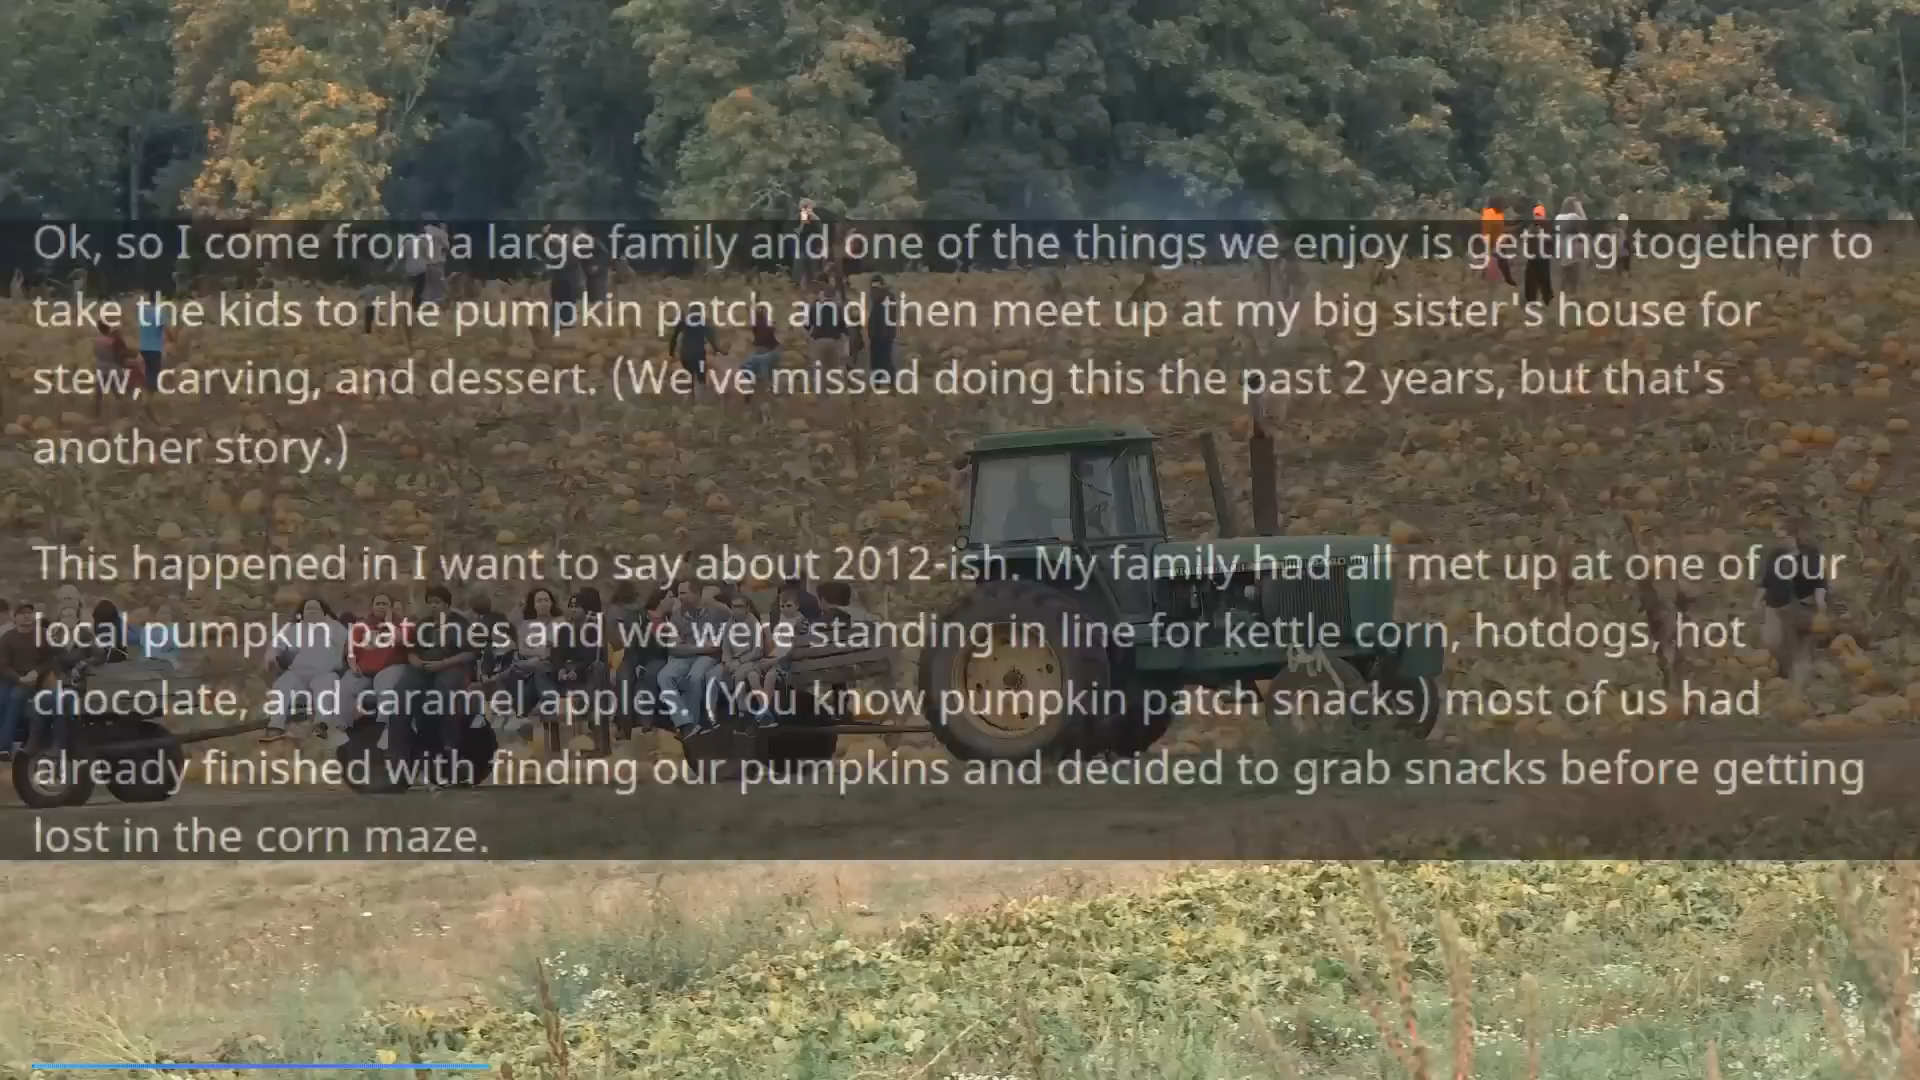 Ok, so I come from a large family and one of the things we enjoy is getting together to
take the kids to the pumpkin patch and then meet up at my big sister's house for
stew, carving, and dessert. (We've missed doing this the past 2 years, but that's
another story.)
This happened in I want to say about 2012-ish. My family had all met up at one of our
local pumpkin patches and we were standing in line for kettle corn, hotdogs, hot
chocolate, and caramel apples. (You know pumpkin patch snacks) most of us had
already finished with finding our pumpkins and decided to grab snacks before getting
lost in the corn maze.